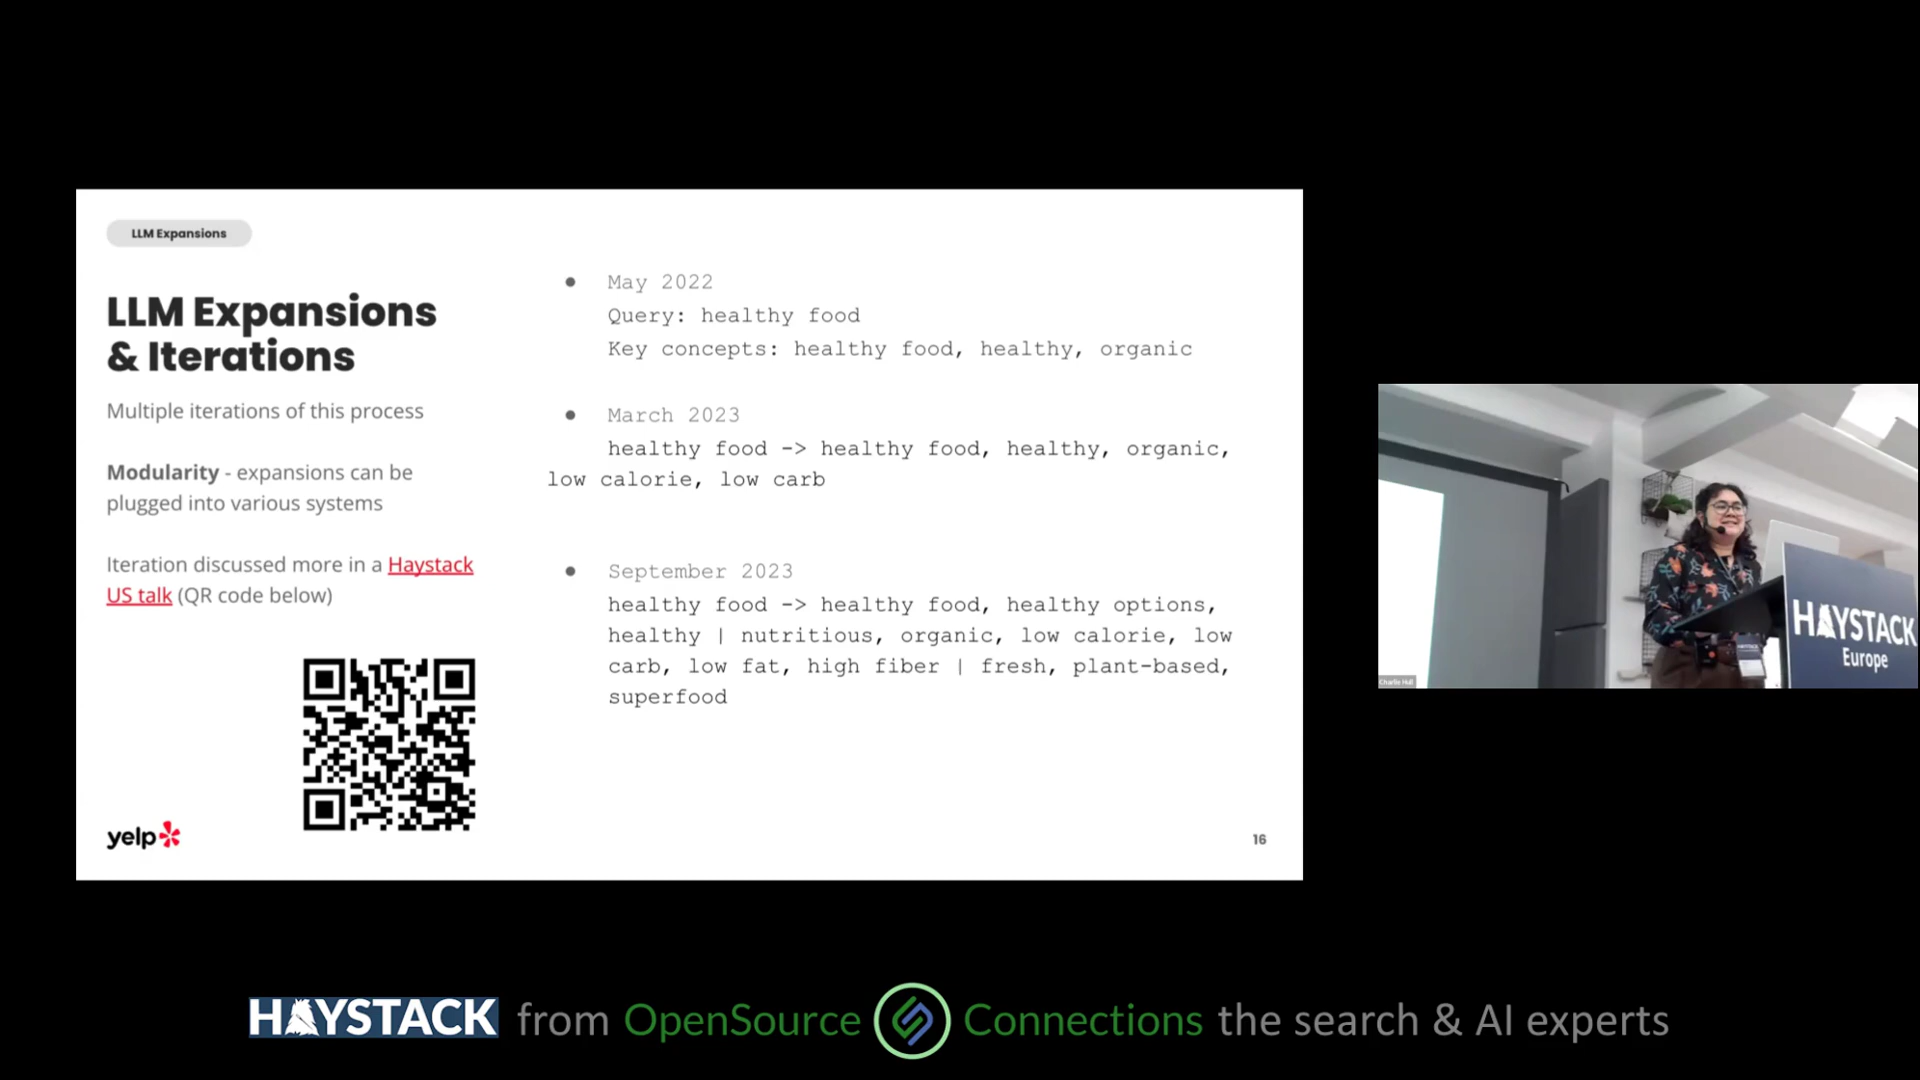 LLM Expansions
LLM Expansions
& Iterations
Multiple iterations of this process
Modularity - expansions can be
plugged into various systems
Iteration discussed more in a Haystack
US talk (QR code below)
yelp
● May 2022
Query: healthy food
Key concepts: healthy food, healthy, organic
● March 2023
healthy food -> healthy food, healthy, organic,
low calorie, low carb
● September 2023
healthy food -> healthy food, healthy options,
healthy | nutritious, organic, low calorie, low
carb, low fat, high fiber | fresh, plant-based,
superfood
16
HAYSTACK
Europe
Charlie Hull
HAYSTACK from OpenSource Connections the search & AI experts